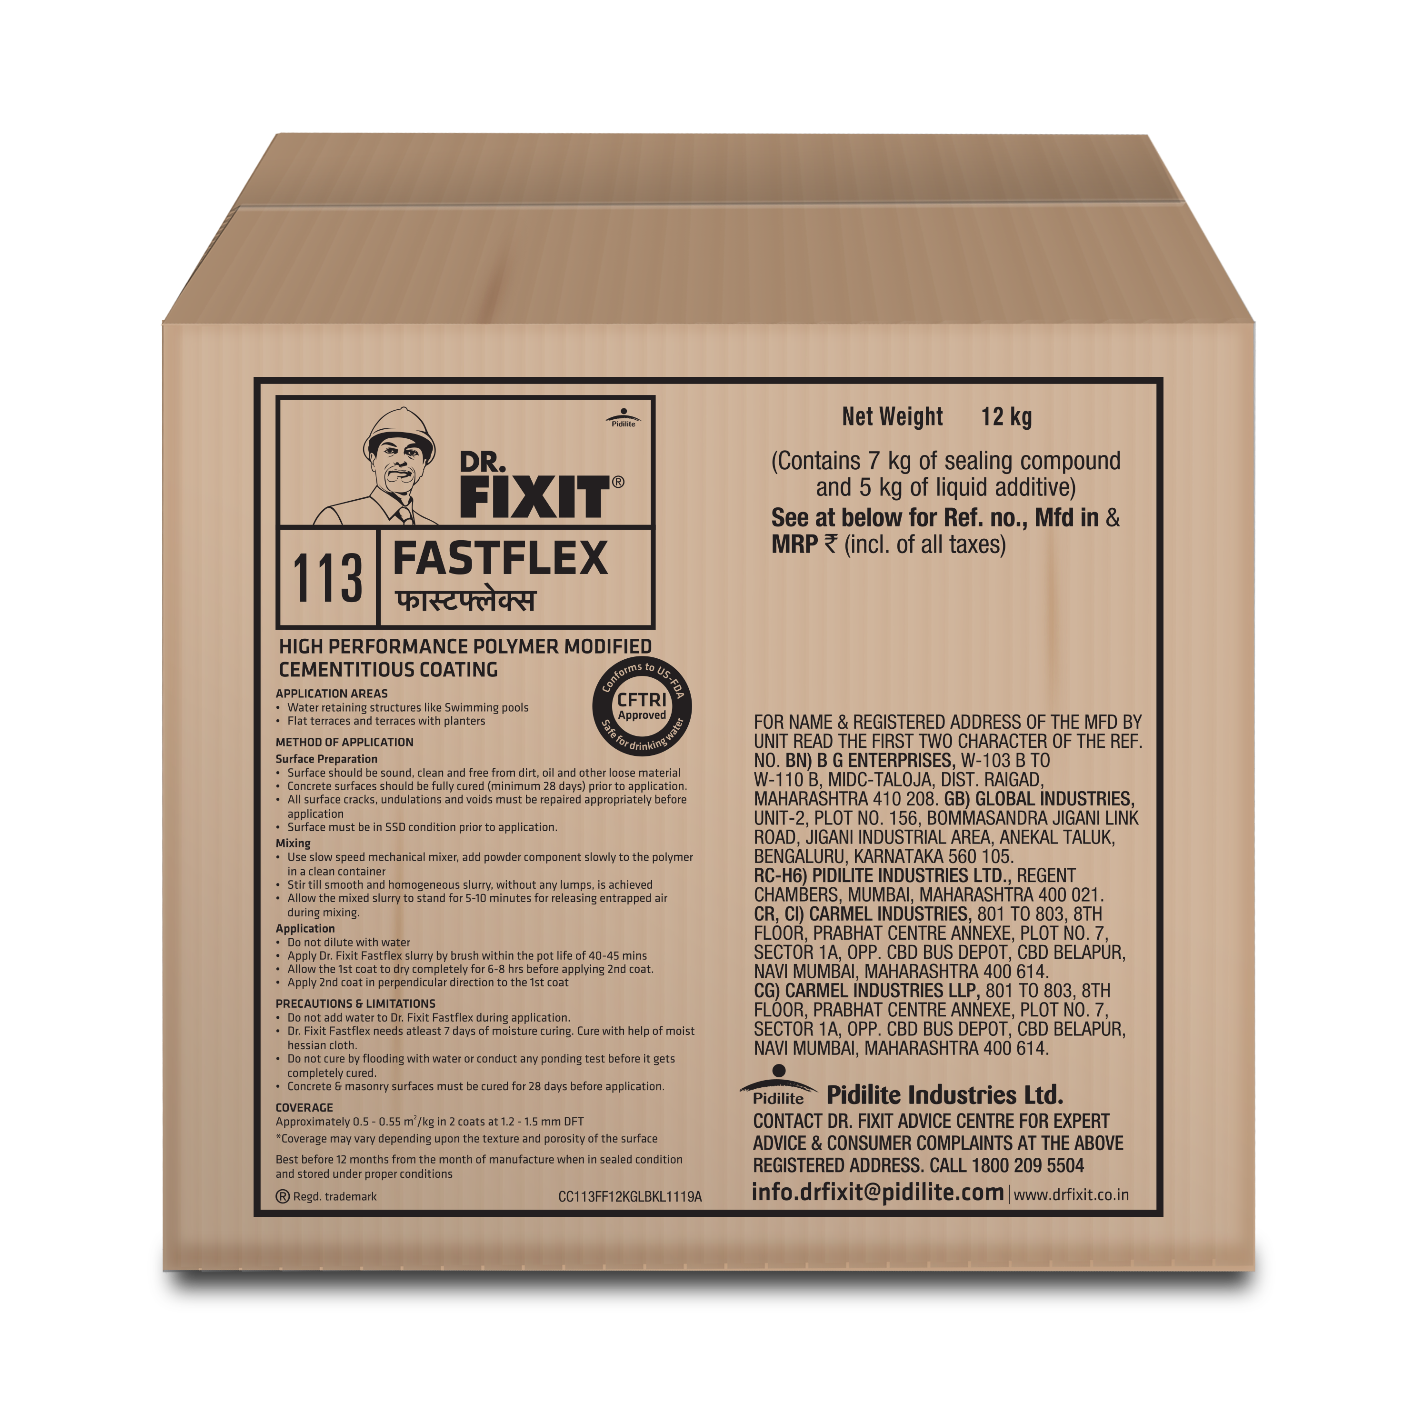 Pidilite
DR.
FIXIT®
113
FASTFLEX
फास्टफ्लेक्स
HIGH PERFORMANCE POLYMER MODIFIED
CEMENTITIOUS COATING
Conforms to US-FDA
CFTRI
Approved
Safe for drinking water
APPLICATION AREAS
• Water retaining structures like Swimming pools
• Flat terraces and terraces with planters
METHOD OF APPLICATION
Surface Preparation
• Surface should be sound, clean and free from dirt, oil and other loose material
• Concrete surfaces should be fully cured (minimum 28 days) prior to application.
• All surface cracks, undulations and voids must be repaired appropriately before
application
• Surface must be in SSD condition prior to application.
Mixing
• Use slow speed mechanical mixer, add powder component slowly to the polymer
in a clean container
• Stir till smooth and homogeneous slurry, without any lumps, is achieved
• Allow the mixed slurry to stand for 5-10 minutes for releasing entrapped air
during mixing.
Application
• Do not dilute with water
• Apply Dr. Fixit Fastflex slurry by brush within the pot life of 40-45 mins
• Allow the 1st coat to dry completely for 6-8 hrs before applying 2nd coat.
• Apply 2nd coat in perpendicular direction to the 1st coat
PRECAUTIONS & LIMITATIONS
• Do not add water to Dr. Fixit Fastflex during application.
• Dr. Fixit Fastflex needs atleast 7 days of moisture curing. Cure with help of moist
hessian cloth.
• Do not cure by flooding with water or conduct any ponding test before it gets
completely cured.
• Concrete & masonry surfaces must be cured for 28 days before application.
COVERAGE
Approximately 0.5 - 0.55 m²/kg in 2 coats at 1.2 - 1.5 mm DFT
*Coverage may vary depending upon the texture and porosity of the surface
Best before 12 months from the month of manufacture when in sealed condition
and stored under proper conditions
® Regd. trademark
CC113FF12KGLBKL1119A
Net Weight 12 kg
(Contains 7 kg of sealing compound
and 5 kg of liquid additive)
See at below for Ref. no., Mfd in &
MRP ₹ (incl. of all taxes)
FOR NAME & REGISTERED ADDRESS OF THE MFD BY
UNIT READ THE FIRST TWO CHARACTER OF THE REF.
NO. BN) B G ENTERPRISES, W-103 B TO
W-110 B, MIDC-TALOJA, DIST. RAIGAD,
MAHARASHTRA 410 208. GB) GLOBAL INDUSTRIES,
UNIT-2, PLOT NO. 156, BOMMASANDRA JIGANI LINK
ROAD, JIGANI INDUSTRIAL AREA, ANEKAL TALUK,
BENGALURU, KARNATAKA 560 105.
RC-H6) PIDILITE INDUSTRIES LTD., REGENT
CHAMBERS, MUMBAI, MAHARASHTRA 400 021.
CR, CI) CARMEL INDUSTRIES, 801 TO 803, 8TH
FLOOR, PRABHAT CENTRE ANNEXE, PLOT NO. 7,
SECTOR 1A, OPP. CBD BUS DEPOT, CBD BELAPUR,
NAVI MUMBAI, MAHARASHTRA 400 614.
CG) CARMEL INDUSTRIES LLP, 801 TO 803, 8TH
FLOOR, PRABHAT CENTRE ANNEXE, PLOT NO. 7,
SECTOR 1A, OPP. CBD BUS DEPOT, CBD BELAPUR,
NAVI MUMBAI, MAHARASHTRA 400 614.
Pidilite Pidilite Industries Ltd.
CONTACT DR. FIXIT ADVICE CENTRE FOR EXPERT
ADVICE & CONSUMER COMPLAINTS AT THE ABOVE
REGISTERED ADDRESS. CALL 1800 209 5504
info.drfixit@pidilite.com | www.drfixit.co.in